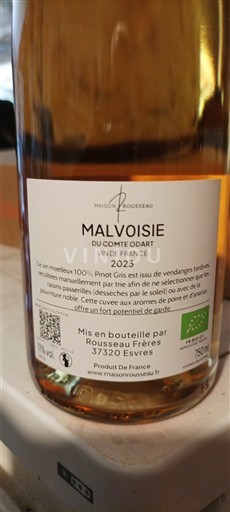 MAISON ROUSSEAU
MALVOISIE
DU COMTE ODART
VIN DE FRANCE
2023
Ce vin moelleux 100% Pinot Gris est issu de vendanges tardives
récoltées manuellement par trie afin de ne sélectionner que les
raisins passerillés (desséchés par le soleil) ou avec de la
pourriture noble. Cette cuvée aux arômes de poire et d'ananas
offre un fort potentiel de garde
Mis en bouteille par
Rousseau Frères
37320 Esvres
750ml
Produit De France
www.maisonrousseau.fr